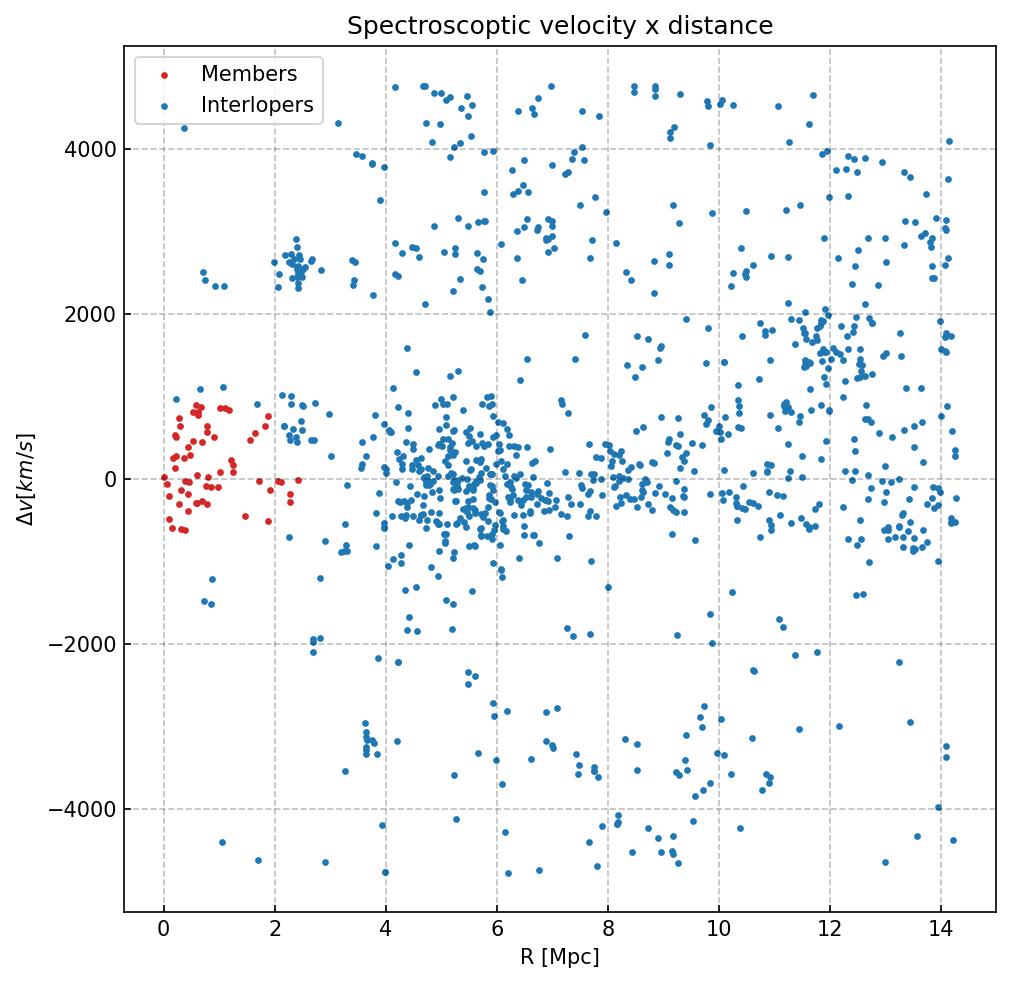 Spectroscoptic velocity x distance
Members
Interlopers
4000
2000
0
−2000
−4000
Δv[km/s]
0 2 4 6 8 10 12 14
R [Mpc]